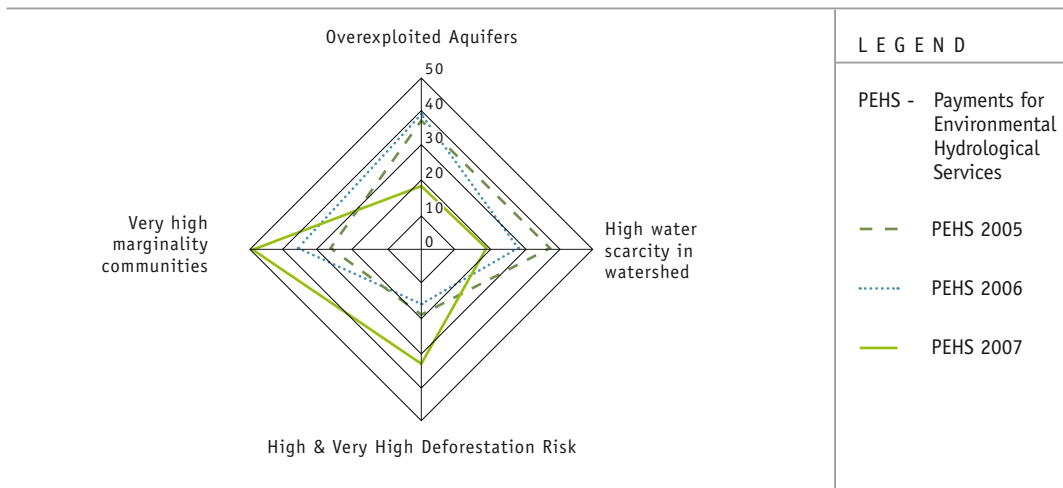 Overexploited Aquifers
50
40
30
20
10
0
Very high
marginality
communities
High water
scarcity in
watershed
High & Very High Deforestation Risk
LEGEND
PEHS - Payments for
Environmental
Hydrological
Services
PEHS 2005
PEHS 2006
PEHS 2007